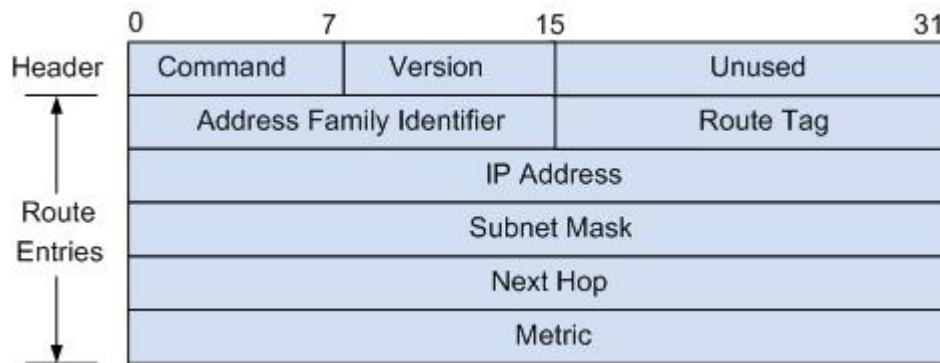 0 7 15 31
Header Command Version Unused
Address Family Identifier Route Tag
IP Address
Route Entries Subnet Mask
Next Hop
Metric